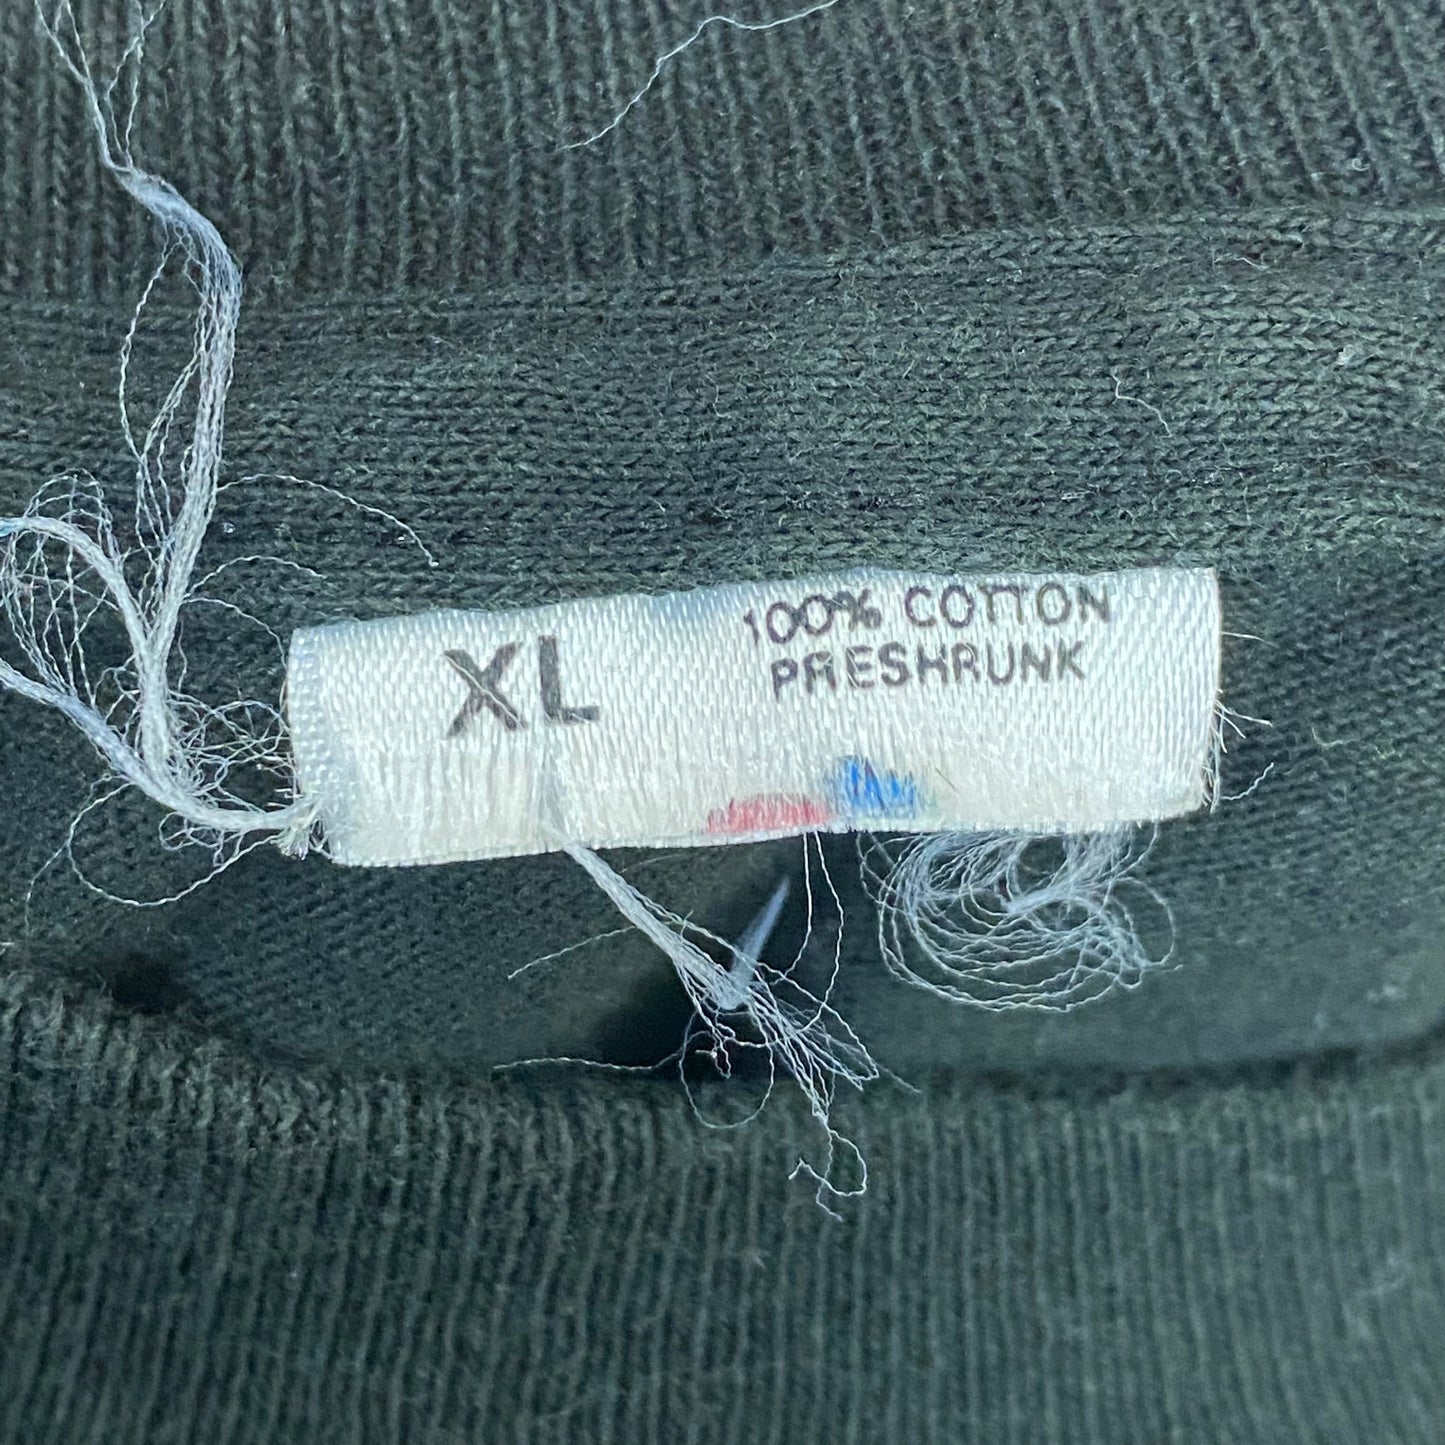 XL
100% COTTON
PRESHRUNK